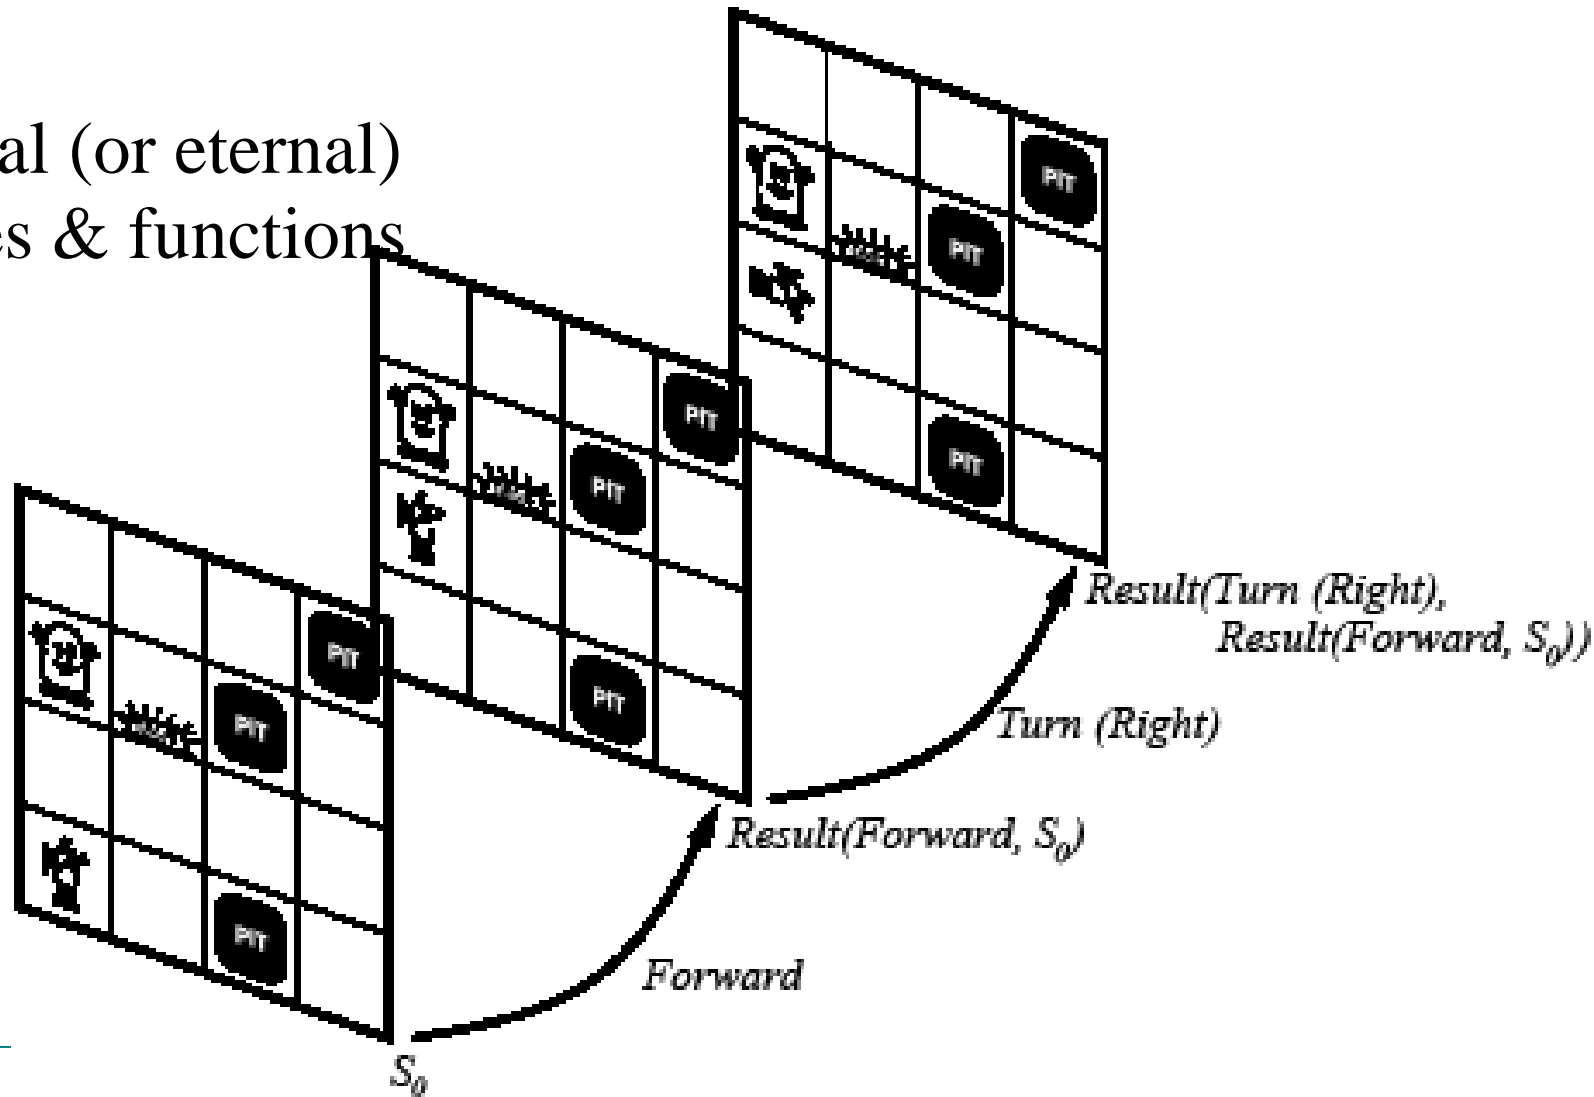 al (or eternal)
es & functions
PIT
PIT
PIT
Result(Turn (Right),
Result(Forward, S₀))
Turn (Right)
PIT
PIT
PIT
Result(Forward, S₀)
Forward
PIT
PIT
PIT
S₀